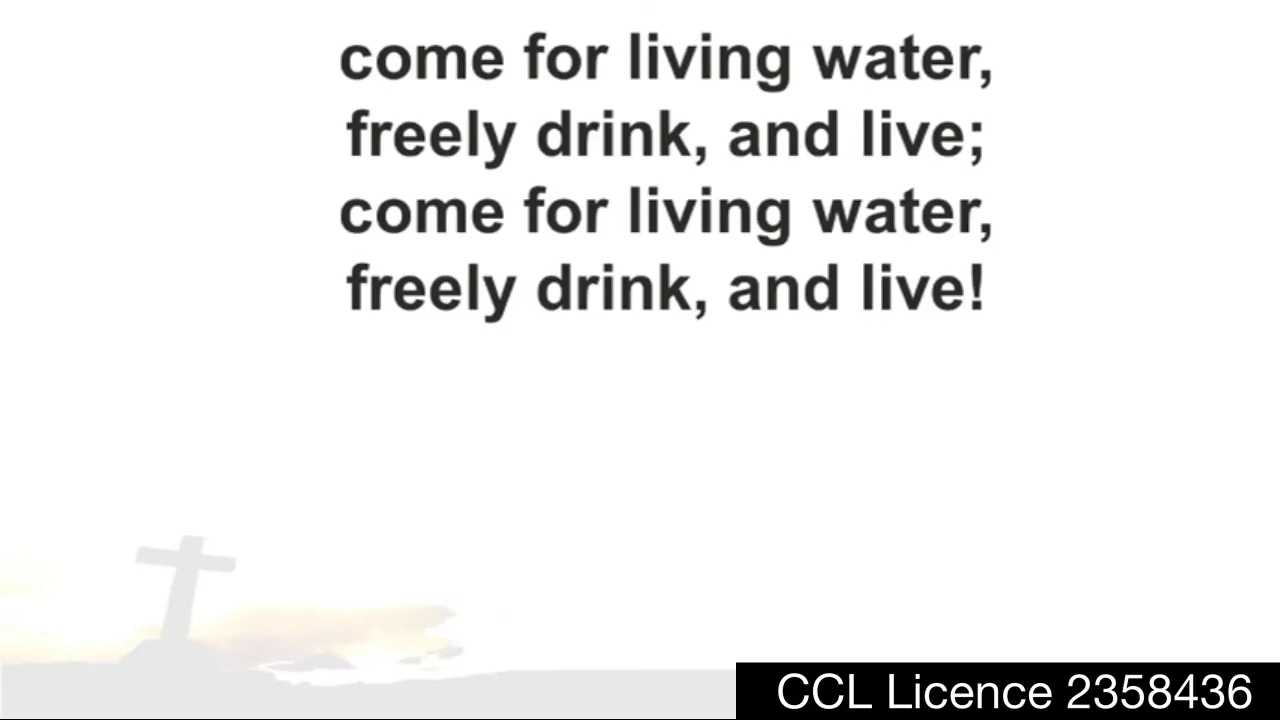 come for living water,
freely drink, and live;
come for living water,
freely drink, and live!
CCL Licence 2358436